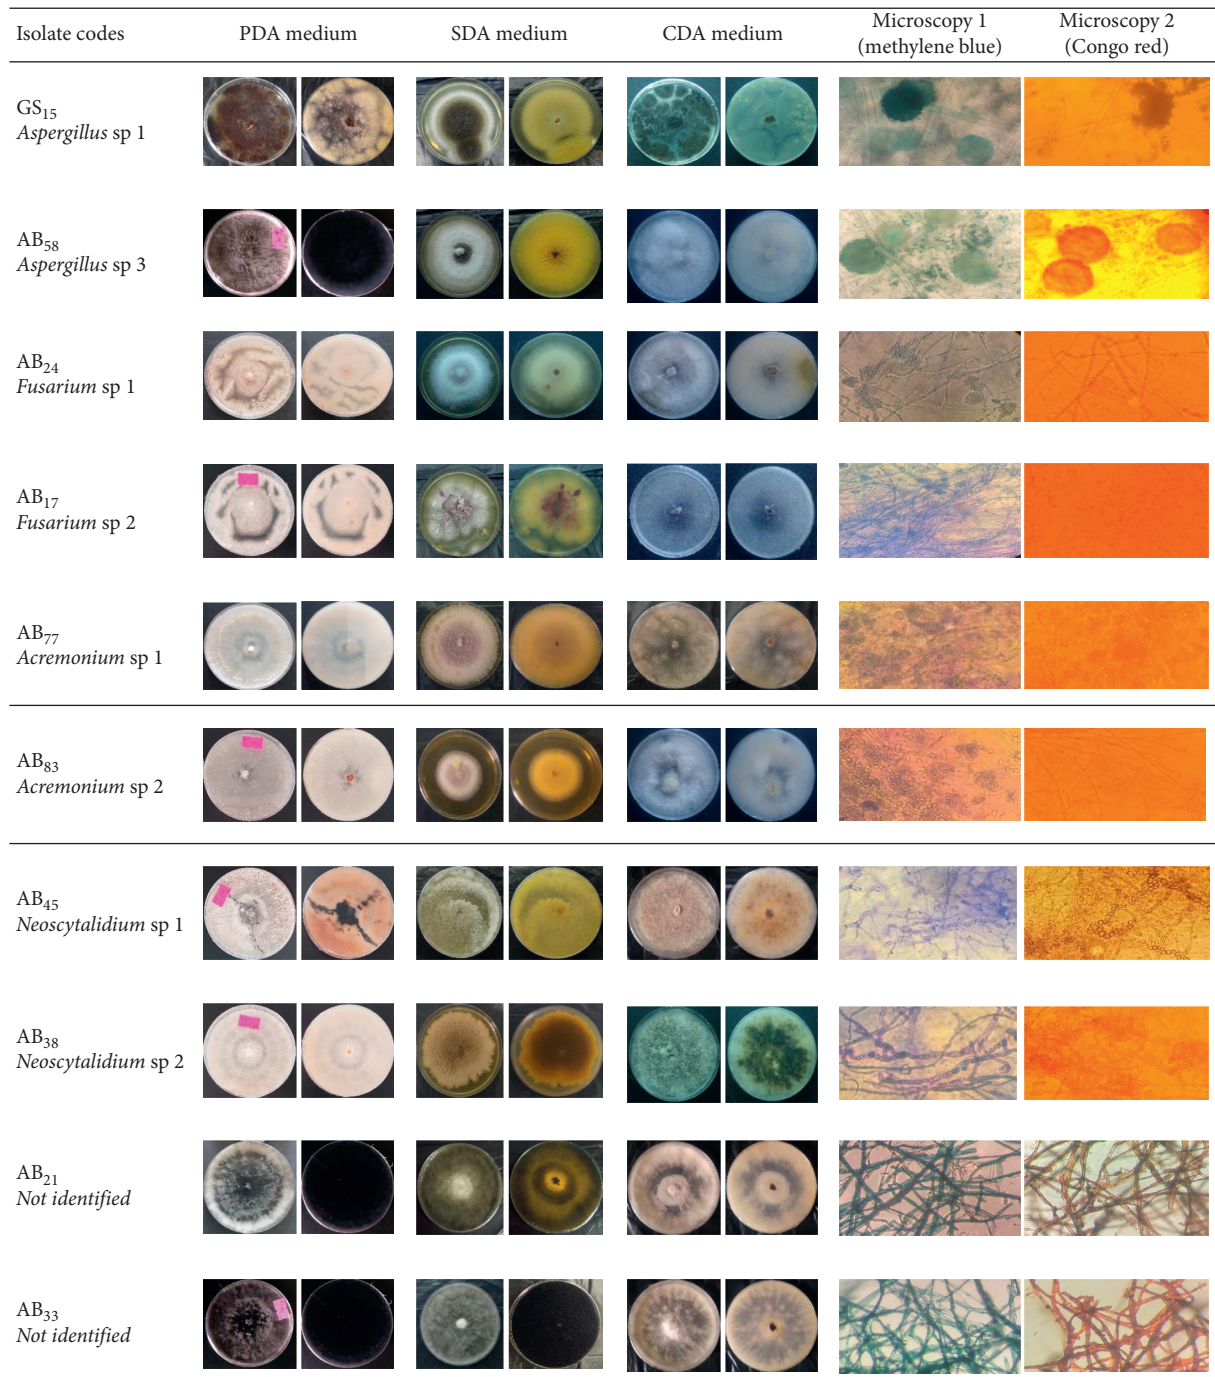 Isolate codes PDA medium SDA medium CDA medium Microscopy 1 (methylene blue) Microscopy 2 (Congo red)
GS15
Aspergillus sp 1
AB58
Aspergillus sp 3
AB24
Fusarium sp 1
AB17
Fusarium sp 2
AB77
Acremonium sp 1
AB83
Acremonium sp 2
AB45
Neoscytalidium sp 1
AB38
Neoscytalidium sp 2
AB21
Not identified
AB33
Not identified